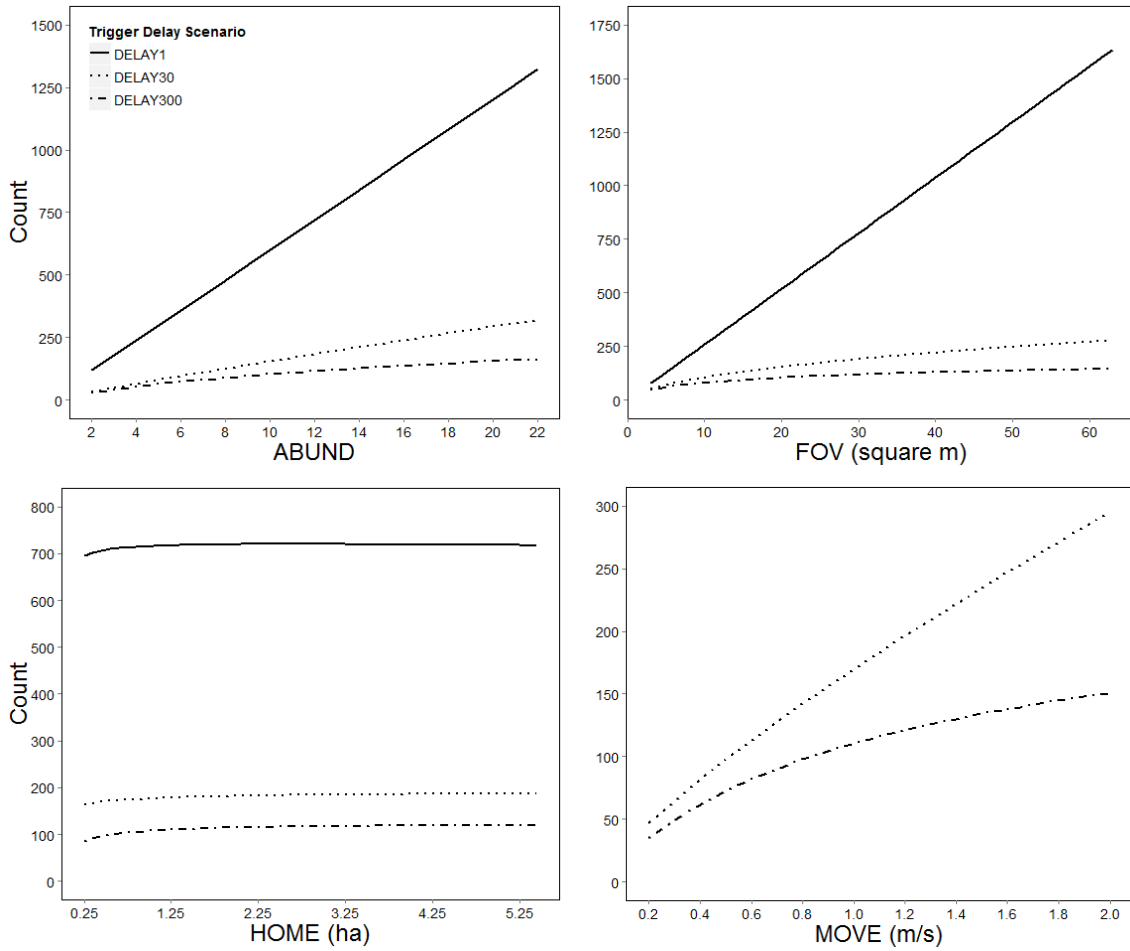 Trigger Delay Scenario
DELAY1
DELAY30
DELAY300
Count
1500
1250
1000
750
500
250
0
2 4 6 8 10 12 14 16 18 20 22
ABUND
1750
1500
1250
1000
750
500
250
0
0 10 20 30 40 50 60
FOV (square m)
Count
800
700
600
500
400
300
200
100
0
0.25 1.25 2.25 3.25 4.25 5.25
HOME (ha)
300
250
200
150
100
50
0
0.2 0.4 0.6 0.8 1.0 1.2 1.4 1.6 1.8 2.0
MOVE (m/s)